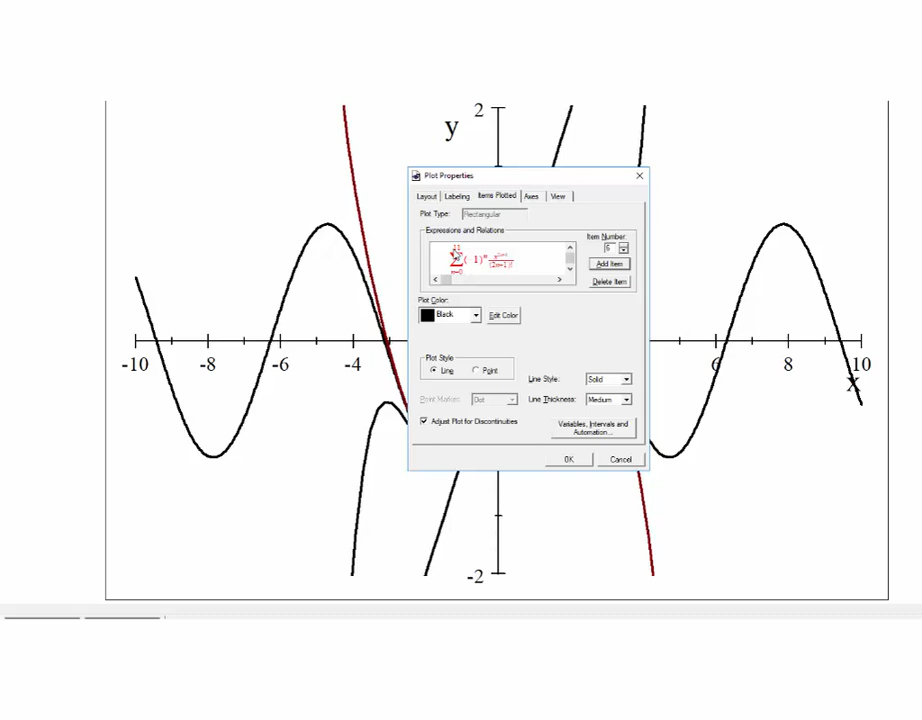 y
2
Plot Properties
Layout Labeling Items Plotted Axes View
Plot Type: Rectangular
Expressions and Relations
Item Number:
6
Add Item
Delete Item
Plot Color:
Black Edit Color
-10 -8 -6 -4 6 8 10
x
Plot Style
Line Point
Line Style: Solid
Point Marker: Dot Line Thickness: Medium
Adjust Plot for Discontinuities
Variables, Intervals and
Automation...
OK Cancel
-2